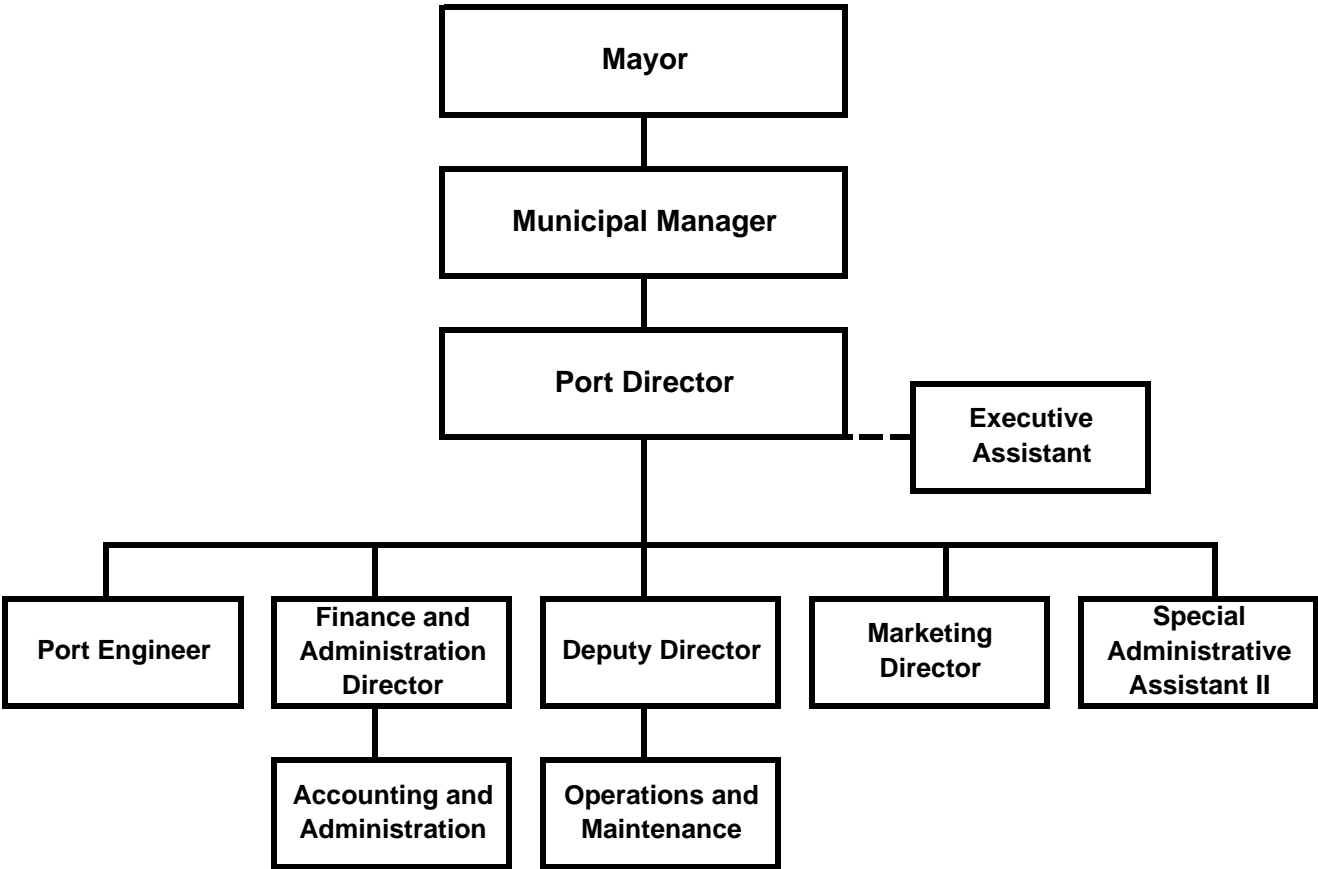 Mayor
Municipal Manager
Port Director
Executive
Assistant
Port Engineer
Finance and
Administration
Director
Deputy Director
Marketing
Director
Special
Administrative
Assistant II
Accounting and
Administration
Operations and
Maintenance